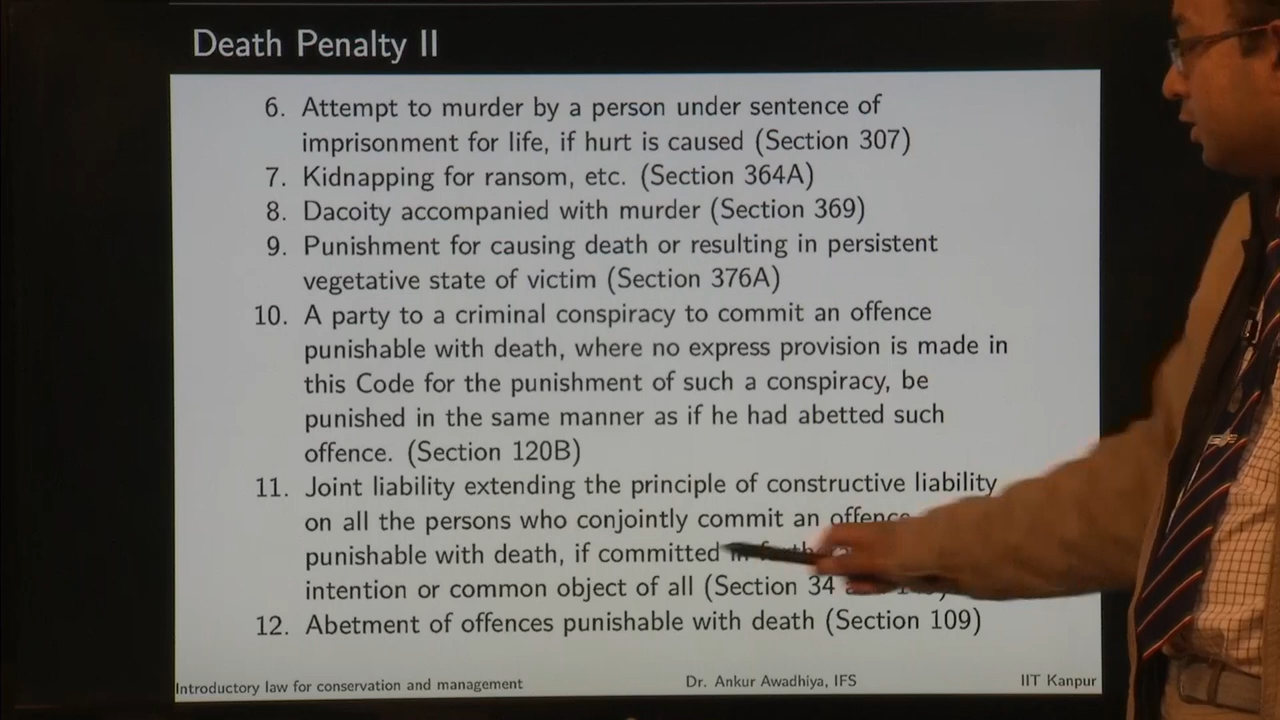 Death Penalty II
6. Attempt to murder by a person under sentence of
imprisonment for life, if hurt is caused (Section 307)
7. Kidnapping for ransom, etc. (Section 364A)
8. Dacoity accompanied with murder (Section 369)
9. Punishment for causing death or resulting in persistent
vegetative state of victim (Section 376A)
10. A party to a criminal conspiracy to commit an offence
punishable with death, where no express provision is made in
this Code for the punishment of such a conspiracy, be
punished in the same manner as if he had abetted such
offence. (Section 120B)
11. Joint liability extending the principle of constructive liability
on all the persons who conjointly commit an offence
punishable with death, if committed in
intention or common object of all (Section 34
12. Abetment of offences punishable with death (Section 109)
Introductory law for conservation and management Dr. Ankur Awadhiya, IFS IIT Kanpur